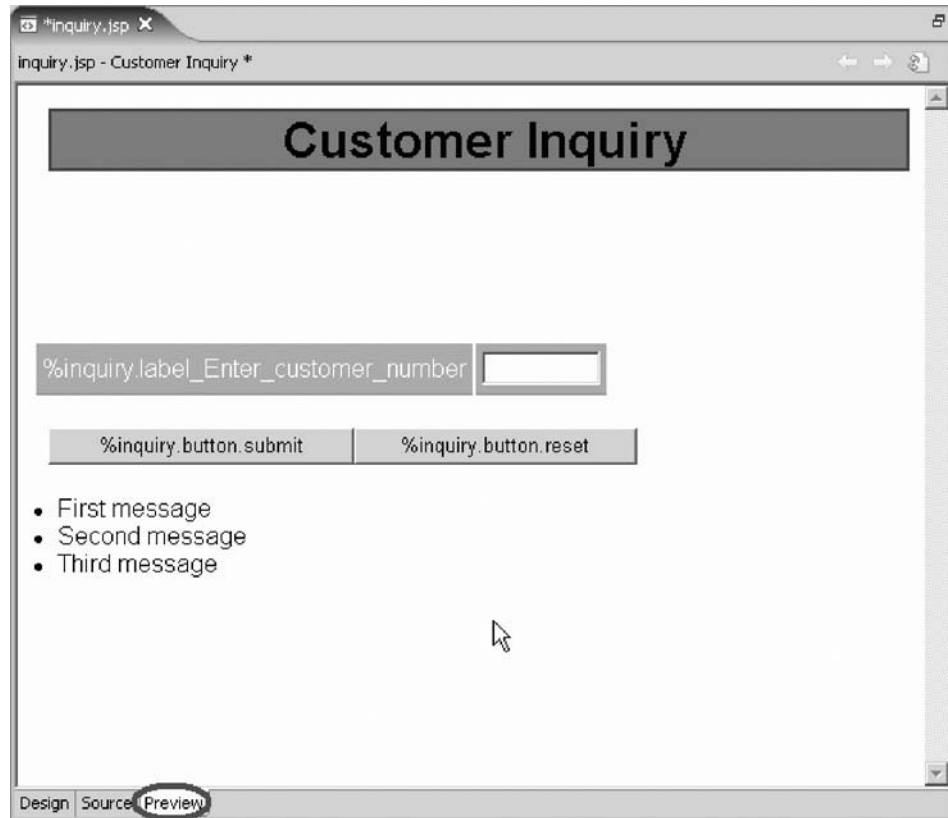 *inquiry.jsp
inquiry.jsp - Customer Inquiry *
Customer Inquiry
%inquiry.label_Enter_customer_number
%inquiry.button.submit %inquiry.button.reset
First message
Second message
Third message
Design Source Preview